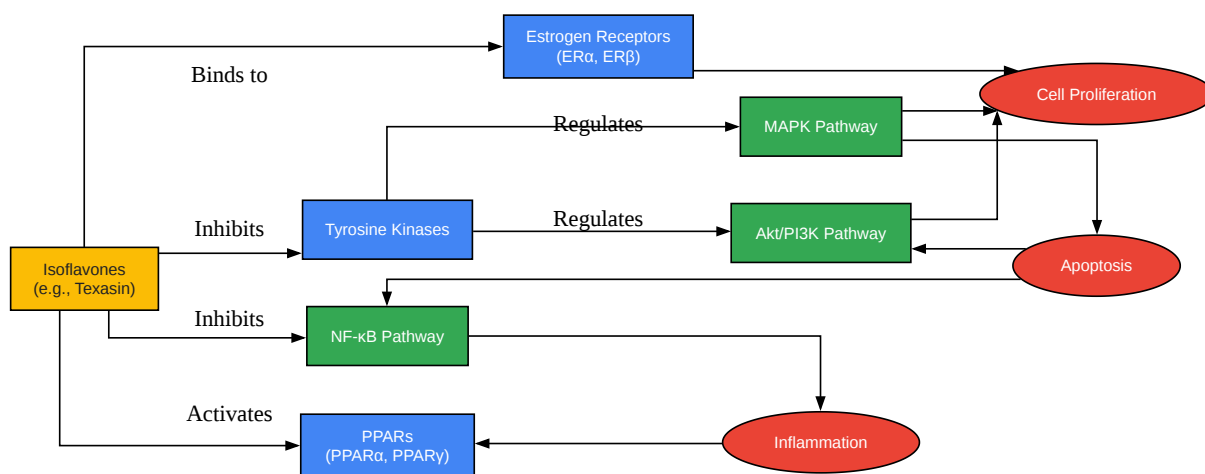 Estrogen Receptors
(ERα, ERβ)
Binds to
Cell Proliferation
Regulates
MAPK Pathway
Inhibits
Tyrosine Kinases
Regulates
Akt/PI3K Pathway
Isoflavones
(e.g., Texasin)
Apoptosis
Inhibits
NF-κB Pathway
Activates
PPARs
(PPARα, PPARγ)
Inflammation